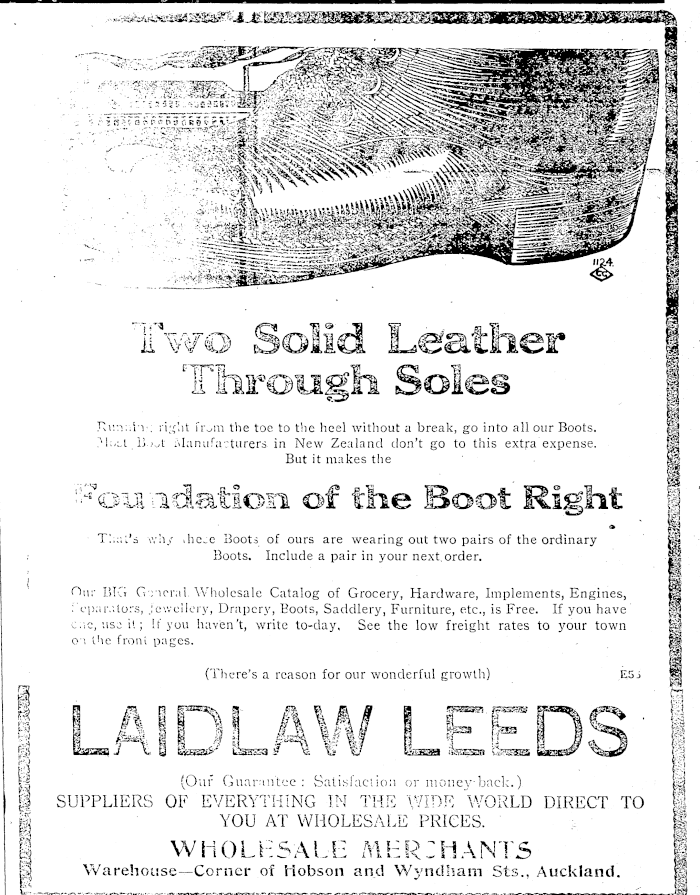 1124
CC
Two Solid Leather
Through Soles
Running right from the toe to the heel without a break, go into all our Boots.
Most Boot Manufacturers in New Zealand don't go to this extra expense.
But it makes the
Foundation of the Boot Right
That's why these Boots of ours are wearing out two pairs of the ordinary
Boots. Include a pair in your next order.
Our BIG General Wholesale Catalog of Grocery, Hardware, Implements, Engines,
Separators, Jewellery, Drapery, Boots, Saddlery, Furniture, etc., is Free. If you have
one, use it; If you haven't, write to-day. See the low freight rates to your town
on the front pages.
(There's a reason for our wonderful growth)
LAIDLAW LEEDS
(Our Guarantee: Satisfaction or money back.)
SUPPLIERS OF EVERYTHING IN THE WIDE WORLD DIRECT TO
YOU AT WHOLESALE PRICES.
WHOLESALE MERCHANTS
Warehouse—Corner of Hobson and Wyndham Sts., Auckland.